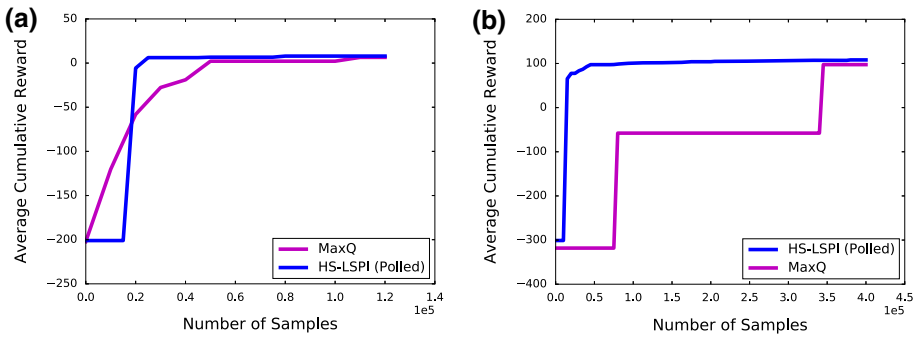 (a)
Average Cumulative Reward
50
0
−50
−100
−150
−200
−250
0.0 0.2 0.4 0.6 0.8 1.0 1.2 1.4
1e5
Number of Samples
MaxQ
HS-LSPI (Polled)
(b)
Average Cumulative Reward
200
100
0
−100
−200
−300
−400
0.0 0.5 1.0 1.5 2.0 2.5 3.0 3.5 4.0 4.5
1e5
Number of Samples
HS-LSPI (Polled)
MaxQ